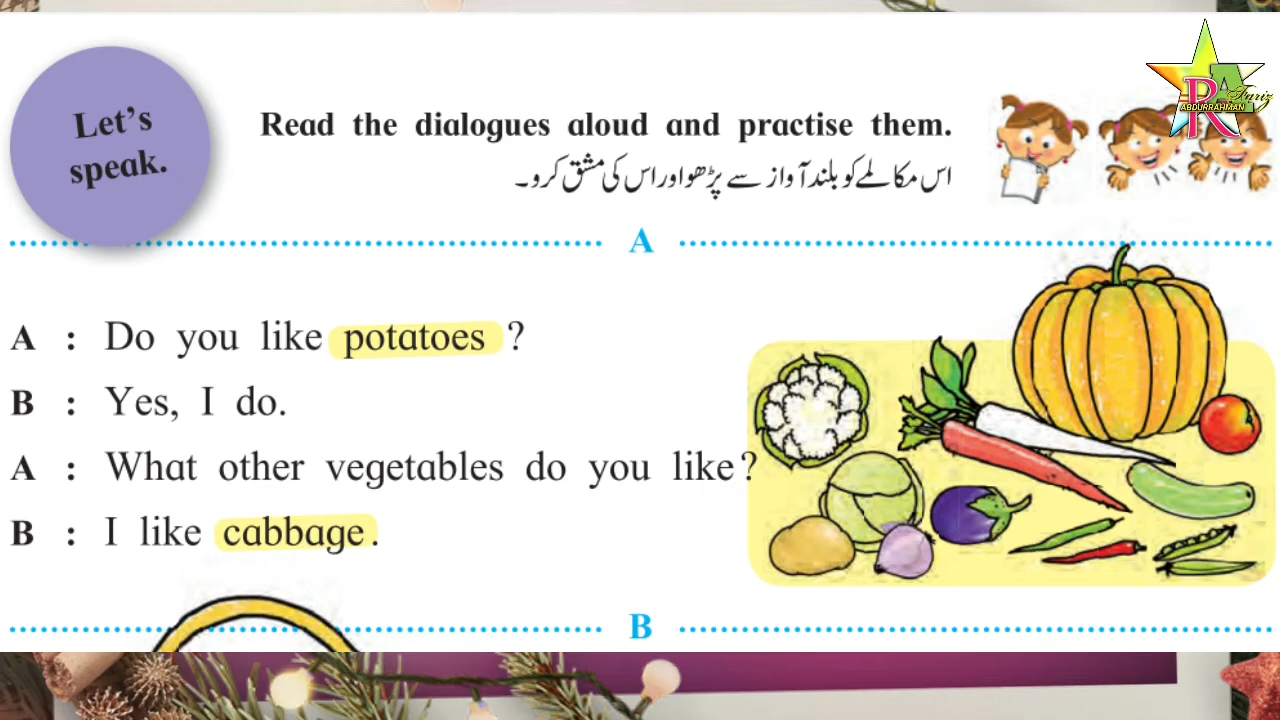 Let's
speak.
Read the dialogues aloud and practise them.
اس مکالمے کو بلند آواز سے پڑھو اور اس کی مشق کرو۔
A
A : Do you like potatoes ?
B : Yes, I do.
A : What other vegetables do you like?
B : I like cabbage.
B
RA
ABDURRAHMAN